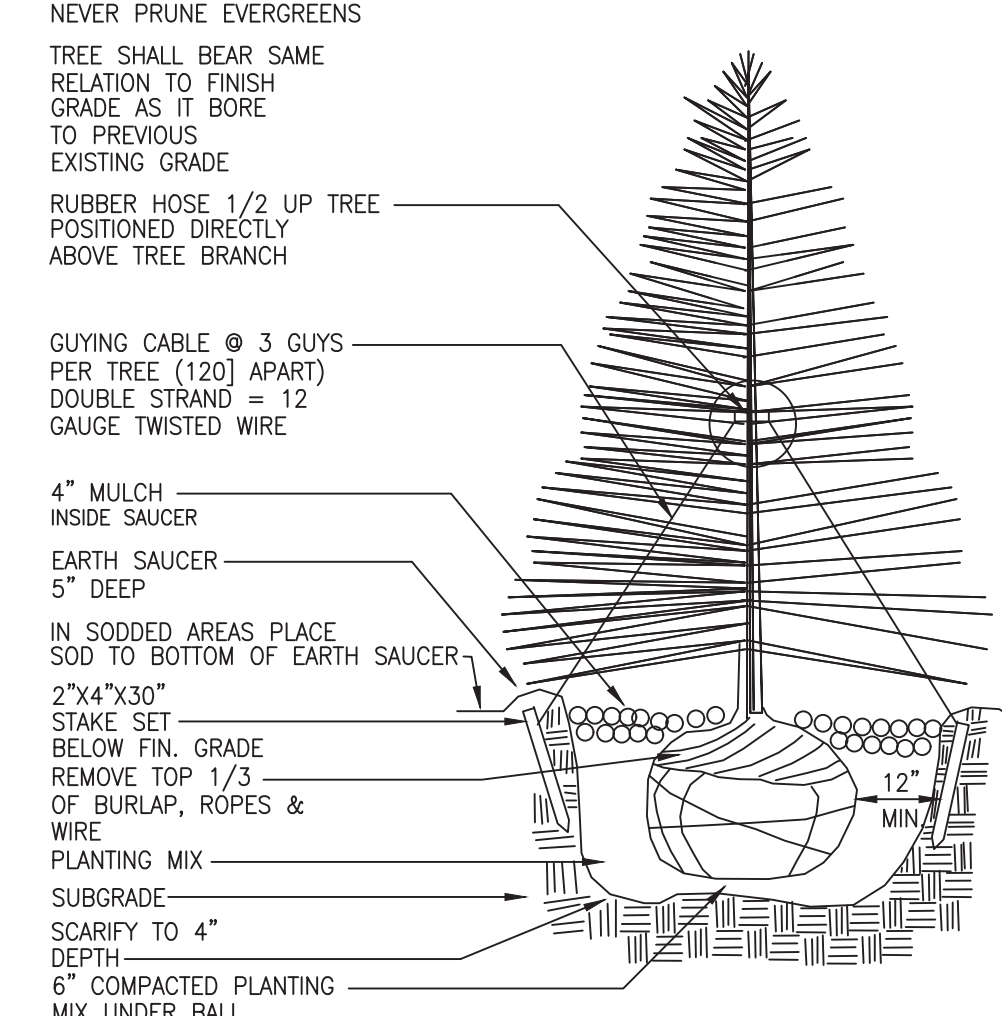 NEVER PRUNE EVERGREENS
TREE SHALL BEAR SAME
RELATION TO FINISH
GRADE AS IT BORE
TO PREVIOUS
EXISTING GRADE
RUBBER HOSE 1/2 UP TREE
POSITIONED DIRECTLY
ABOVE TREE BRANCH
GUYING CABLE @ 3 GUYS
PER TREE (120] APART)
DOUBLE STRAND = 12
GAUGE TWISTED WIRE
4" MULCH
INSIDE SAUCER
EARTH SAUCER
5" DEEP
IN SODDED AREAS PLACE
SOD TO BOTTOM OF EARTH SAUCER
2"X4"X30"
STAKE SET
BELOW FIN. GRADE
REMOVE TOP 1/3
OF BURLAP, ROPES &
WIRE
PLANTING MIX
SUBGRADE
SCARIFY TO 4"
DEPTH
6" COMPACTED PLANTING
MIX UNDER BALL
12"
MIN.